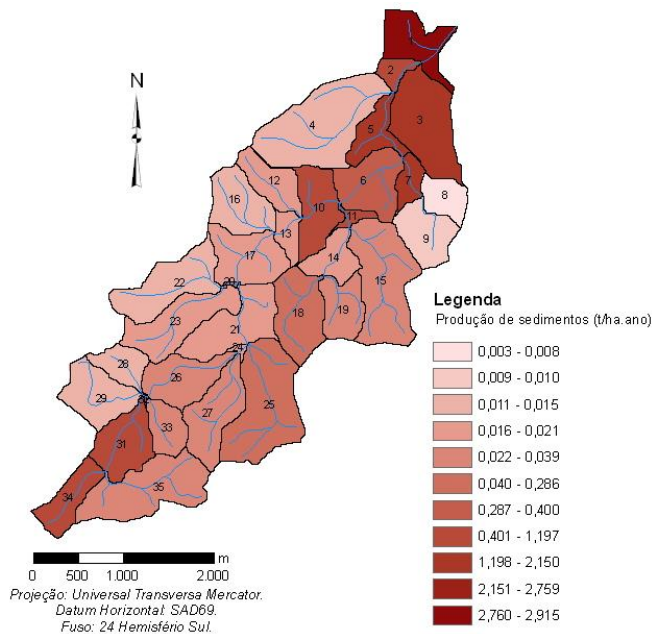 N
2
4
5
3
12
6
7
16
10
8
11
13
9
17
14
22
20
15
18
19
23
21
24
28
26
29
25
32
27
31
33
34
35
Legenda
Produção de sedimentos (t/ha.ano)
0,003 - 0,008
0,009 - 0,010
0,011 - 0,015
0,016 - 0,021
0,022 - 0,039
0,040 - 0,286
0,287 - 0,400
0,401 - 1,197
1,198 - 2,150
2,151 - 2,759
2,760 - 2,915
m
0 500 1.000 2.000
Projeção: Universal Transversa Mercator.
Datum Horizontal: SAD69.
Fuso: 24 Hemisfério Sul.